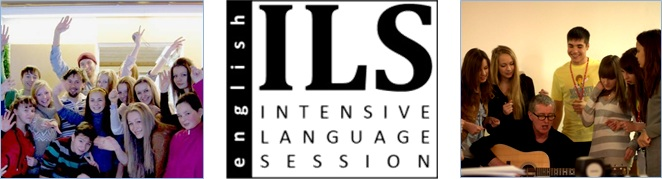 english
ILS
INTENSIVE
LANGUAGE
SESSION